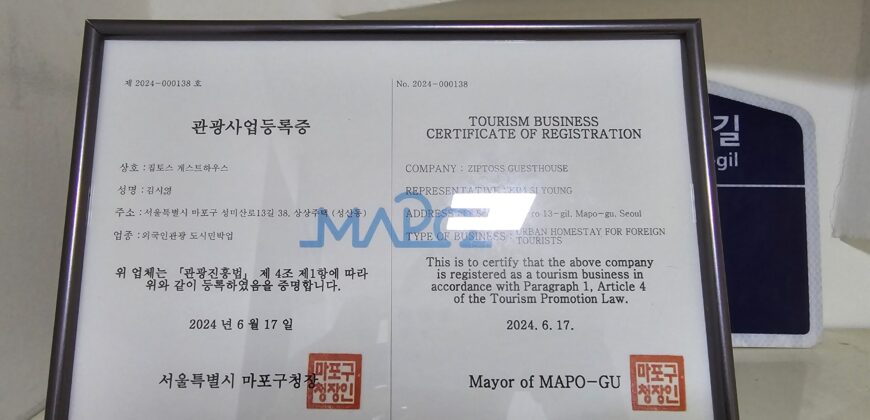 제 2024-000138 호
관광사업등록증
상호 : 집토스 게스트하우스
성명 : 김시영
주소 : 서울특별시 마포구 성미산로13길 38, 상상주택 (성산동)
업종 : 외국인관광 도시민박업
위 업체는 「관광진흥법」 제 4조 제1항에 따라
위와 같이 등록하였음을 증명합니다.
2024 년 6 월 17 일
서울특별시 마포구청장
마포구
청장인
No. 2024-000138
TOURISM BUSINESS
CERTIFICATE OF REGISTRATION
COMPANY : ZIPTOSS GUESTHOUSE
REPRESENTATIVE YOUNG
ADDRESS 13-gil, Mapo-gu, Seoul
TYPE OF BUSINESS : URBAN HOMESTAY FOR FOREIGN
TOURISTS
This is to certify that the above company
is registered as a tourism business in
accordance with Paragraph 1, Article 4
of the Tourism Promotion Law.
2024. 6. 17.
Mayor of MAPO-GU
마포구
청장인
MAPO
길
-gil